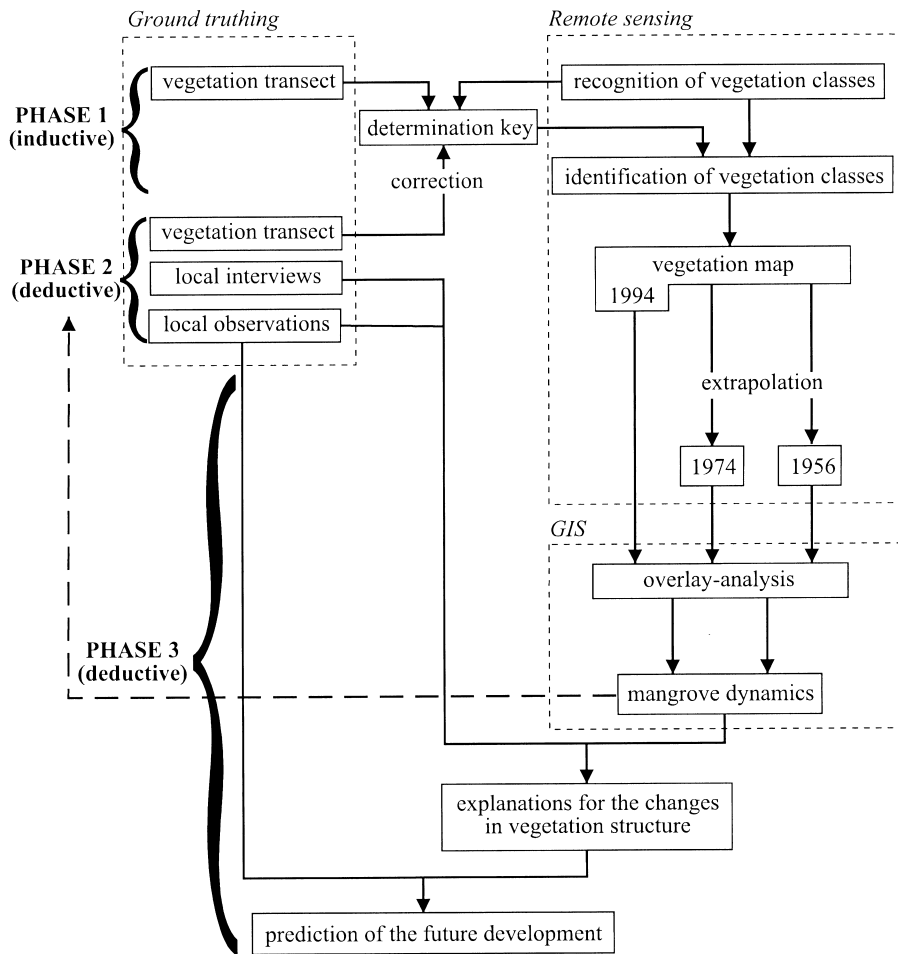 Ground truthing
Remote sensing
PHASE 1
(inductive)
vegetation transect
recognition of vegetation classes
determination key
correction
identification of vegetation classes
PHASE 2
(deductive)
vegetation transect
local interviews
local observations
vegetation map
1994
extrapolation
1974
1956
GIS
overlay-analysis
PHASE 3
(deductive)
mangrove dynamics
explanations for the changes
in vegetation structure
prediction of the future development